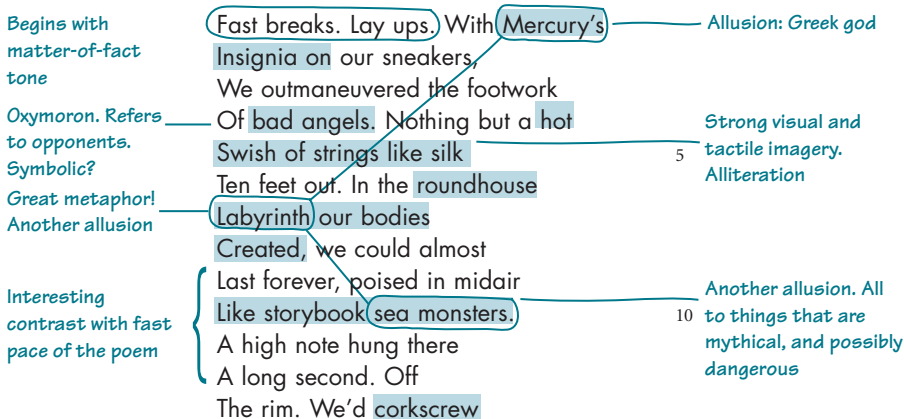 Begins with
matter-of-fact
tone
Oxymoron. Refers
to opponents.
Symbolic?
Great metaphor!
Another allusion
Interesting
contrast with fast
pace of the poem
Fast breaks. Lay ups. With Mercury's
Insignia on our sneakers,
We outmaneuvered the footwork
Of bad angels. Nothing but a hot
Swish of strings like silk
5
Ten feet out. In the roundhouse
Labyrinth our bodies
Created, we could almost
Last forever, poised in midair
Like storybook sea monsters.
10
A high note hung there
A long second. Off
The rim. We'd corkscrew
Allusion: Greek god
Strong visual and
tactile imagery.
Alliteration
Another allusion. All
to things that are
mythical, and possibly
dangerous